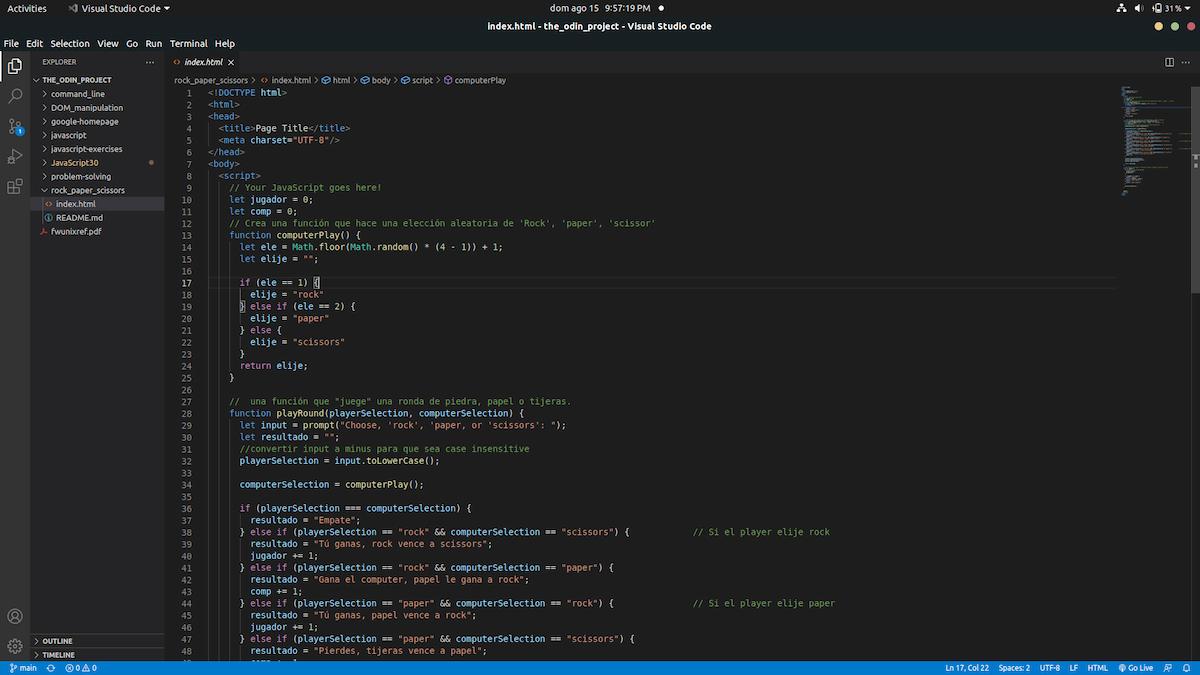 Activities
Visual Studio Code
dom ago 15 9:57:19 PM
31 %
index.html - the_odin_project - Visual Studio Code
File Edit Selection View Go Run Terminal Help
EXPLORER
THE_ODIN_PROJECT
command_line
DOM_manipulation
google-homepage
javascript
javascript-exercises
JavaScript30
problem-solving
rock_paper_scissors
index.html
README.md
fwunixref.pdf
OUTLINE
TIMELINE
1
index.html
rock_paper_scissors > index.html > html > body > script > computerPlay
1 <!DOCTYPE html>
2 <html>
3 <head>
4 <title>Page Title</title>
5 <meta charset="UTF-8"/>
6 </head>
7 <body>
8 <script>
9 // Your JavaScript goes here!
10 let jugador = 0;
11 let comp = 0;
12 // Crea una función que hace una elección aleatoria de 'Rock', 'paper', 'scissor'
13 function computerPlay() {
14 let ele = Math.floor(Math.random() * (4 - 1)) + 1;
15 let elije = "";
16
17 if (ele == 1) {
18 elije = "rock"
19 } else if (ele == 2) {
20 elije = "paper"
21 } else {
22 elije = "scissors"
23 }
24 return elije;
25 }
26
27 // una función que "juege" una ronda de piedra, papel o tijeras.
28 function playRound(playerSelection, computerSelection) {
29 let input = prompt("Choose, 'rock', 'paper, or 'scissors': ");
30 let resultado = "";
31 //convertir input a minus para que sea case insensitive
32 playerSelection = input.toLowerCase();
33
34 computerSelection = computerPlay();
35
36 if (playerSelection === computerSelection) {
37 resultado = "Empate";
38 } else if (playerSelection == "rock" && computerSelection == "scissors") { // Si el player elije rock
39 resultado = "Tú ganas, rock vence a scissors";
40 jugador += 1;
41 } else if (playerSelection == "rock" && computerSelection == "paper") {
42 resultado = "Gana el computer, papel le gana a rock";
43 comp += 1;
44 } else if (playerSelection == "paper" && computerSelection == "rock") { // Si el player elije paper
45 resultado = "Tú ganas, papel vence a rock";
46 jugador += 1;
47 } else if (playerSelection == "paper" && computerSelection == "scissors") {
48 resultado = "Pierdes, tijeras vence a papel";
main 0 0 Ln 17, Col 22 Spaces: 2 UTF-8 LF HTML Go Live